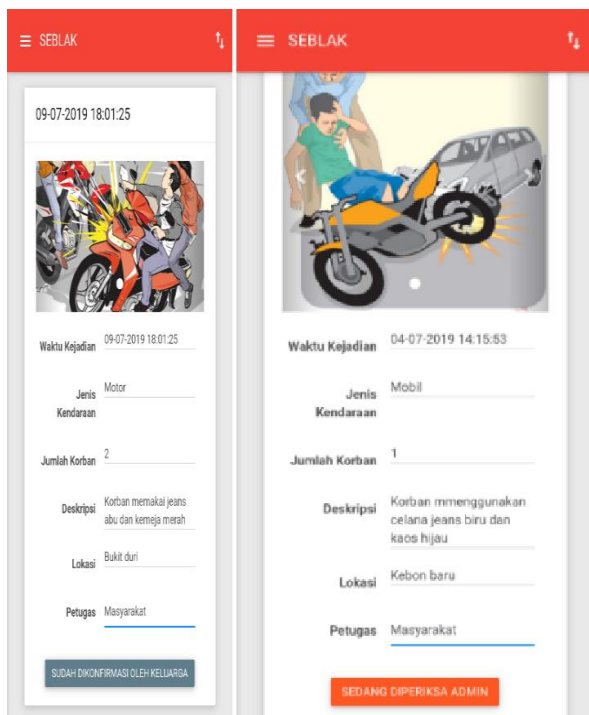 SEBLAK
09-07-2019 18:01:25
Waktu Kejadian 09-07-2019 18:01:25
Jenis Kendaraan Motor
Jumlah Korban 2
Deskripsi Korban memakai jeans
abu dan kemeja merah
Lokasi Bukit duri
Petugas Masyarakat
SUDAH DIKONFIRMASI OLEH KELUARGA
SEBLAK
Waktu Kejadian 04-07-2019 14:15:53
Jenis Kendaraan Mobil
Jumlah Korban 1
Deskripsi Korban mmenggunakan
celana jeans biru dan
kaos hijau
Lokasi Kebon baru
Petugas Masyarakat
SEDANG DIPERIKSA ADMIN